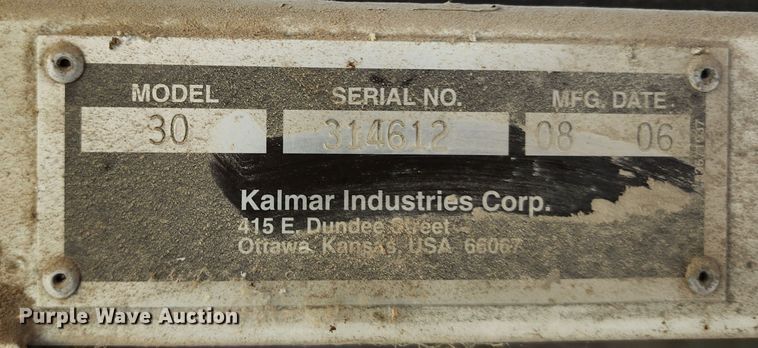 MODEL SERIAL NO. MFG. DATE.
30 314612 08 06
Kalmar Industries Corp.
415 E. Dundee Street
Ottawa, Kansas, USA 66067
Purple Wave Auction